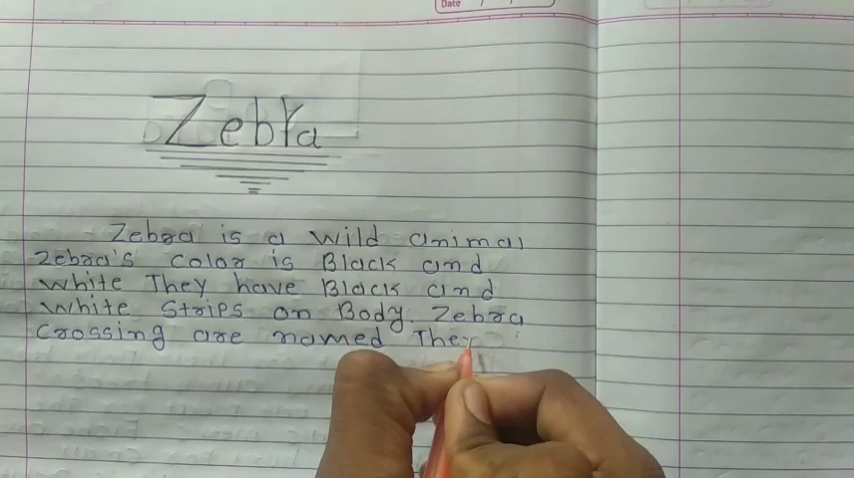 Date / /
Zebra
Zebra is a wild animal
Zebra's color is Black and
white They have Black and
white Strips on Body. Zebra
Crossing are named They